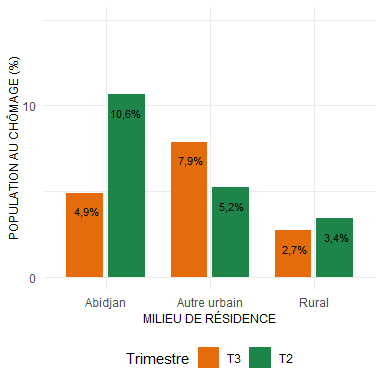 POPULATION AU CHÔMAGE (%)
10
0
10,6%
4,9%
7,9%
5,2%
2,7%
3,4%
Abidjan
Autre urbain
Rural
MILIEU DE RÉSIDENCE
Trimestre
T3
T2